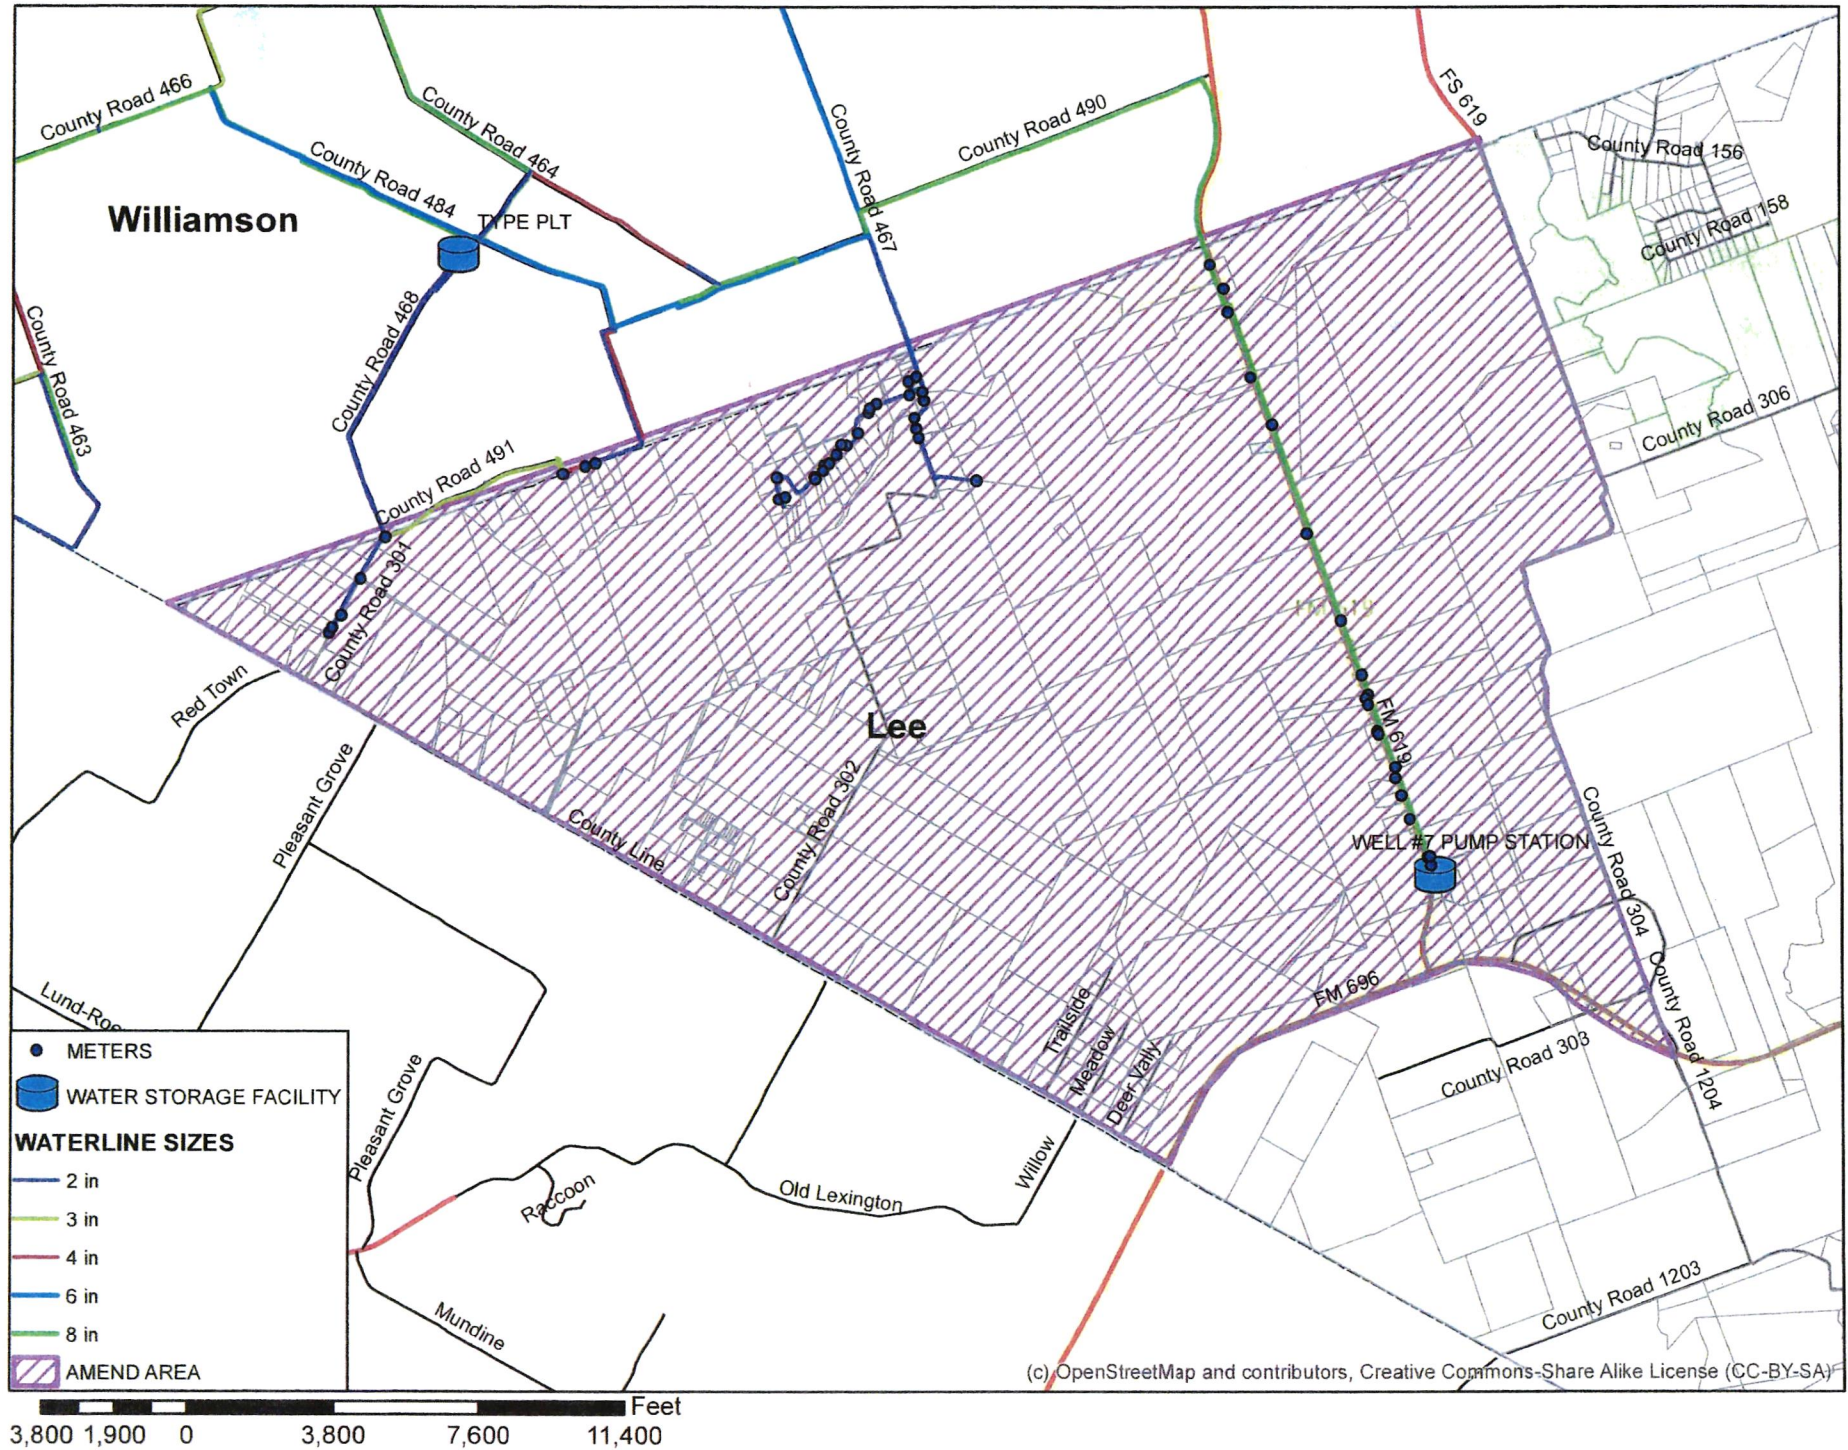 County Road 466
County Road 464
County Road 484
TYPE PLT
Williamson
County Road 467
County Road 490
FS 619
County Road 156
County Road 158
County Road 306
County Road 463
County Road 468
County Road 491
County Road 301
Red Town
Pleasant Grove
County Line
County Road 302
Lee
FM 619
FM 619
WELL #7 PUMP STATION
County Road 304
County Road 1204
FM 696
County Road 303
Trailside
Meadow
Deer Vally
Willow
Old Lexington
Raccoon
Pleasant Grove
Mundine
Lund-Ros
County Road 1203
METERS
WATER STORAGE FACILITY
WATERLINE SIZES
2 in
3 in
4 in
6 in
8 in
AMEND AREA
(c) OpenStreetMap and contributors, Creative Commons-Share Alike License (CC-BY-SA)
Feet
3,800 1,900 0 3,800 7,600 11,400